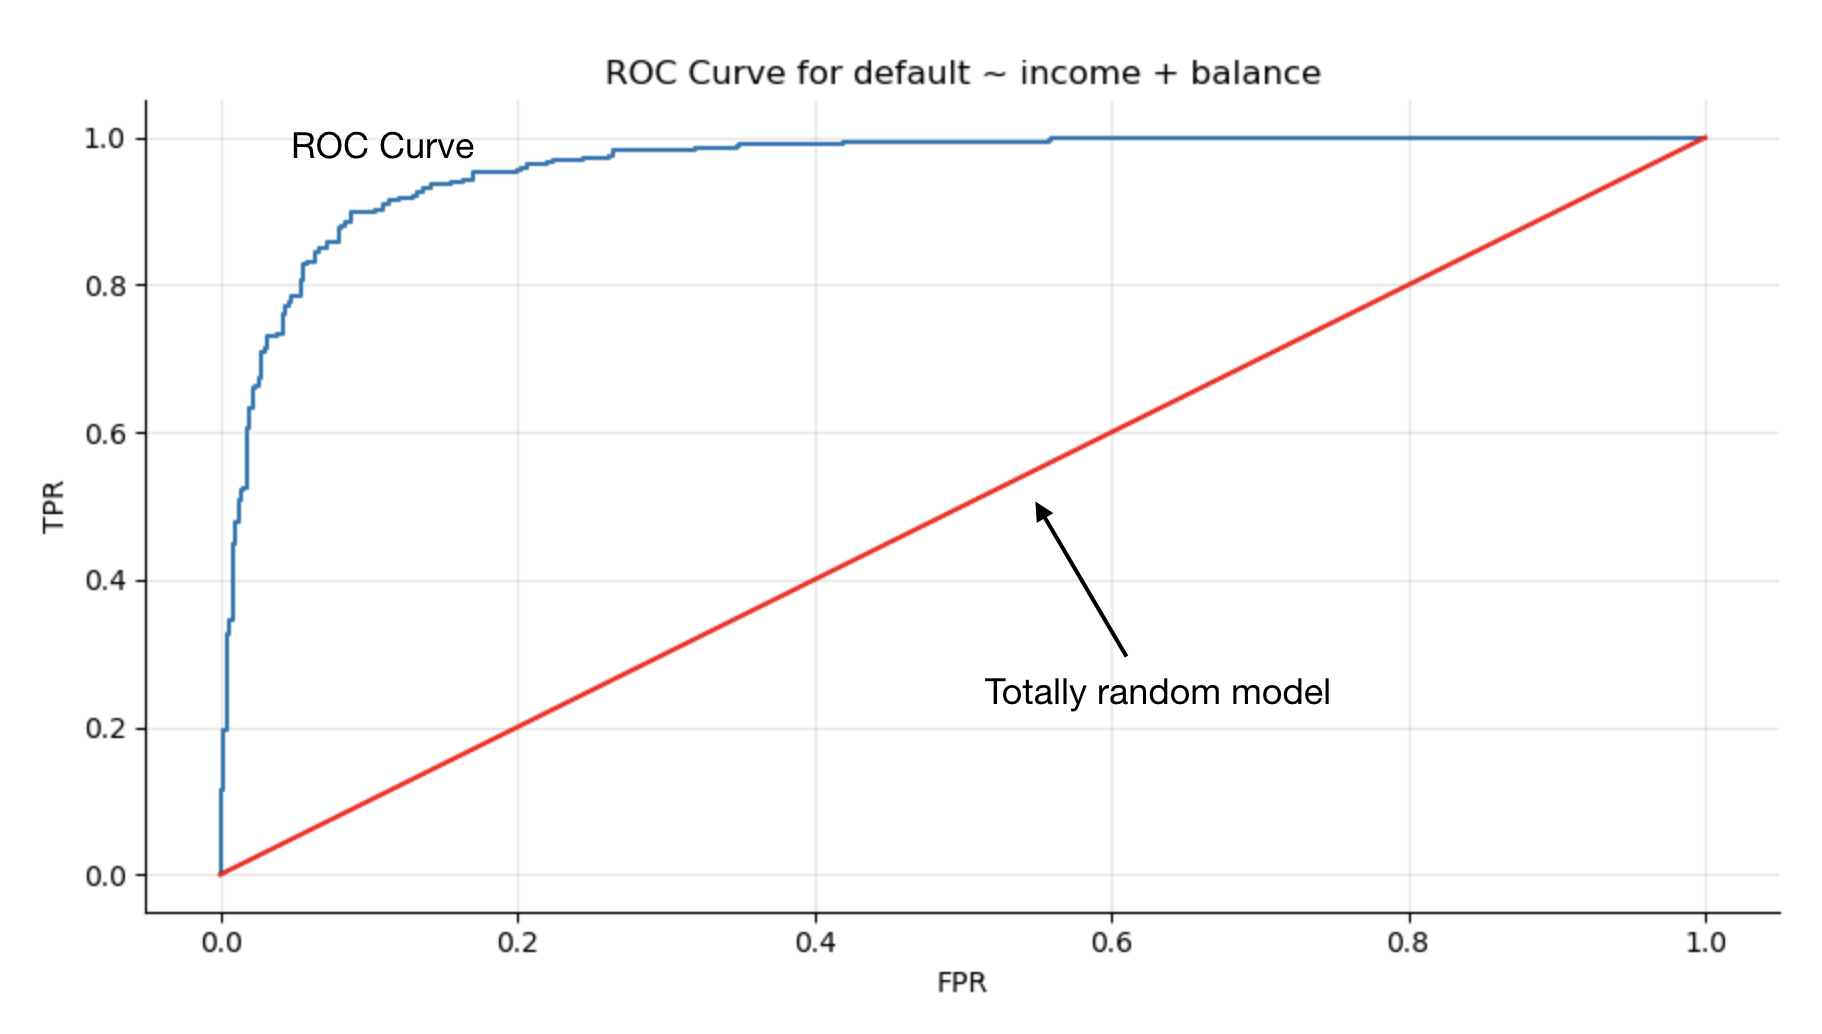 ROC Curve for default ~ income + balance
ROC Curve
1.0
0.8
0.6
0.4
0.2
0.0
TPR
Totally random model
0.0 0.2 0.4 0.6 0.8 1.0
FPR